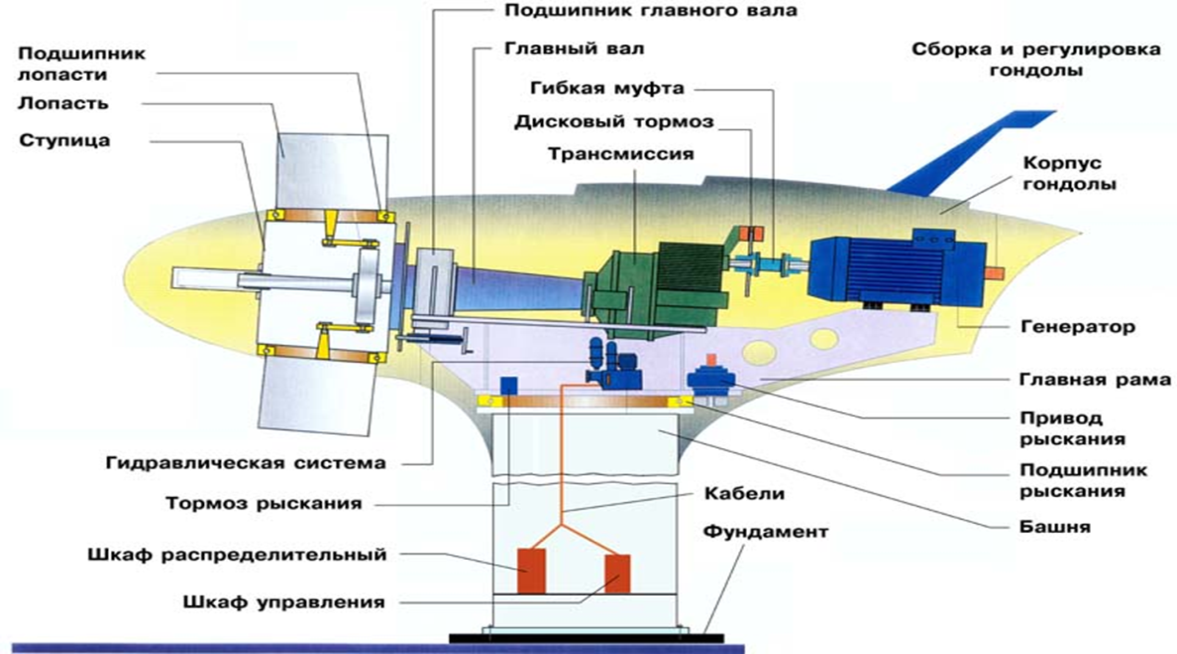 Подшипник главного вала
Главный вал
Гибкая муфта
Дисковый тормоз
Трансмиссия
Подшипник
лопасти
Лопасть
Ступица
Сборка и регулировка
гондолы
Корпус
гондолы
Генератор
Главная рама
Привод
рыскания
Подшипник
рыскания
Башня
Гидравлическая система
Тормоз рыскания
Кабели
Фундамент
Шкаф распределительный
Шкаф управления